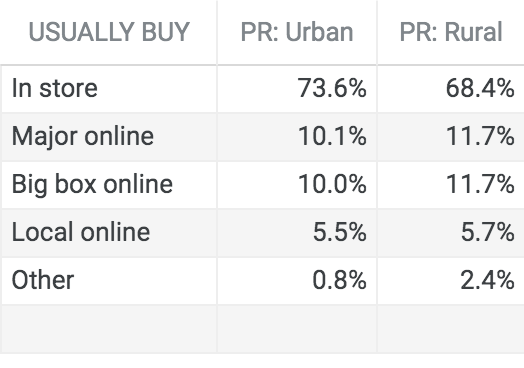 USUALLY BUY PR: Urban PR: Rural
In store 73.6% 68.4%
Major online 10.1% 11.7%
Big box online 10.0% 11.7%
Local online 5.5% 5.7%
Other 0.8% 2.4%